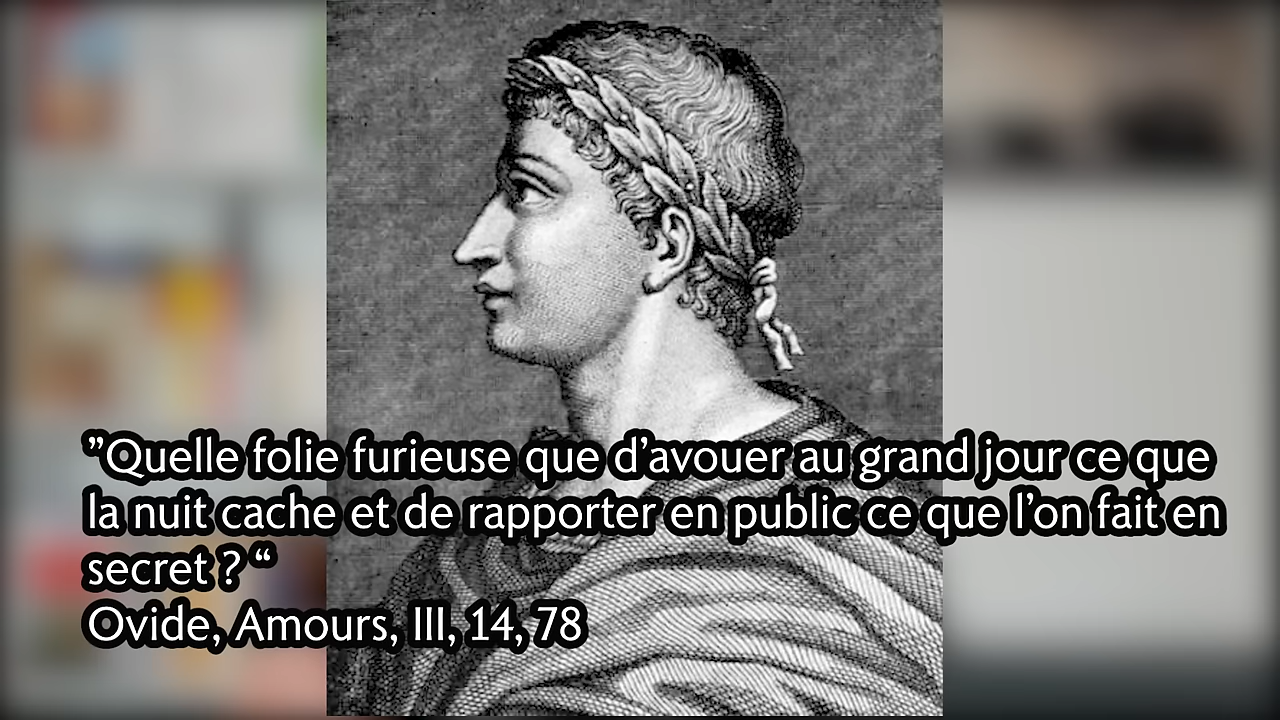 ”Quelle folie furieuse que d’avouer au grand jour ce que
la nuit cache et de rapporter en public ce que l’on fait en
secret ? “
Ovide, Amours, III, 14, 78